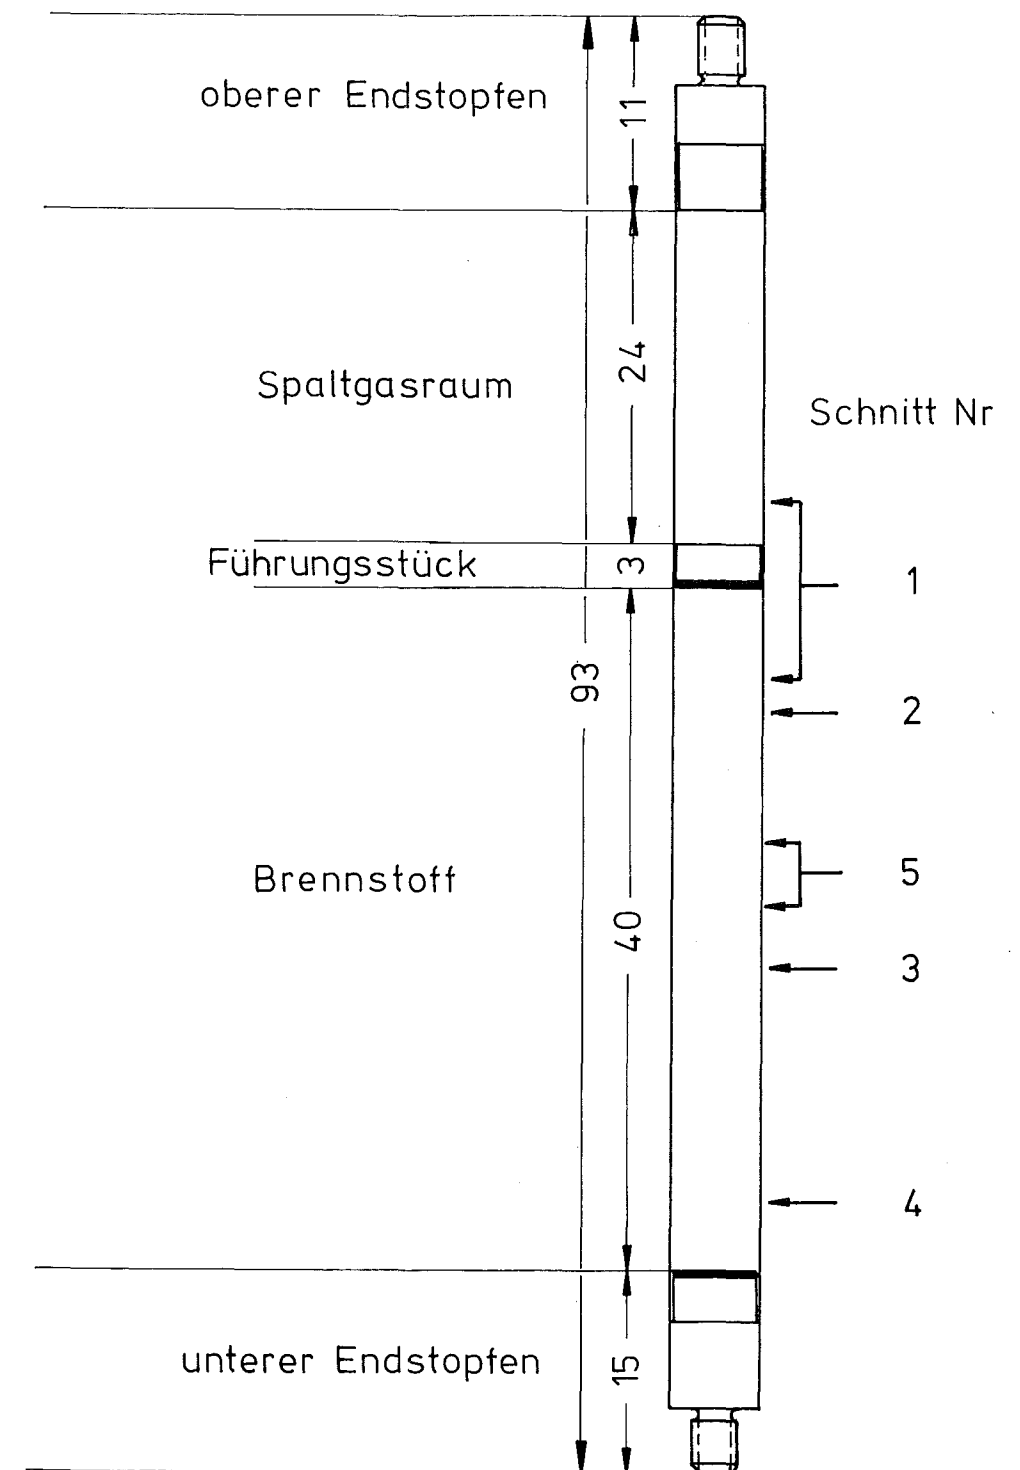 oberer Endstopfen
11
24
Spaltgasraum
Schnitt Nr
Führungsstück
3
1
93
2
Brennstoff
5
40
3
4
unterer Endstopfen
15